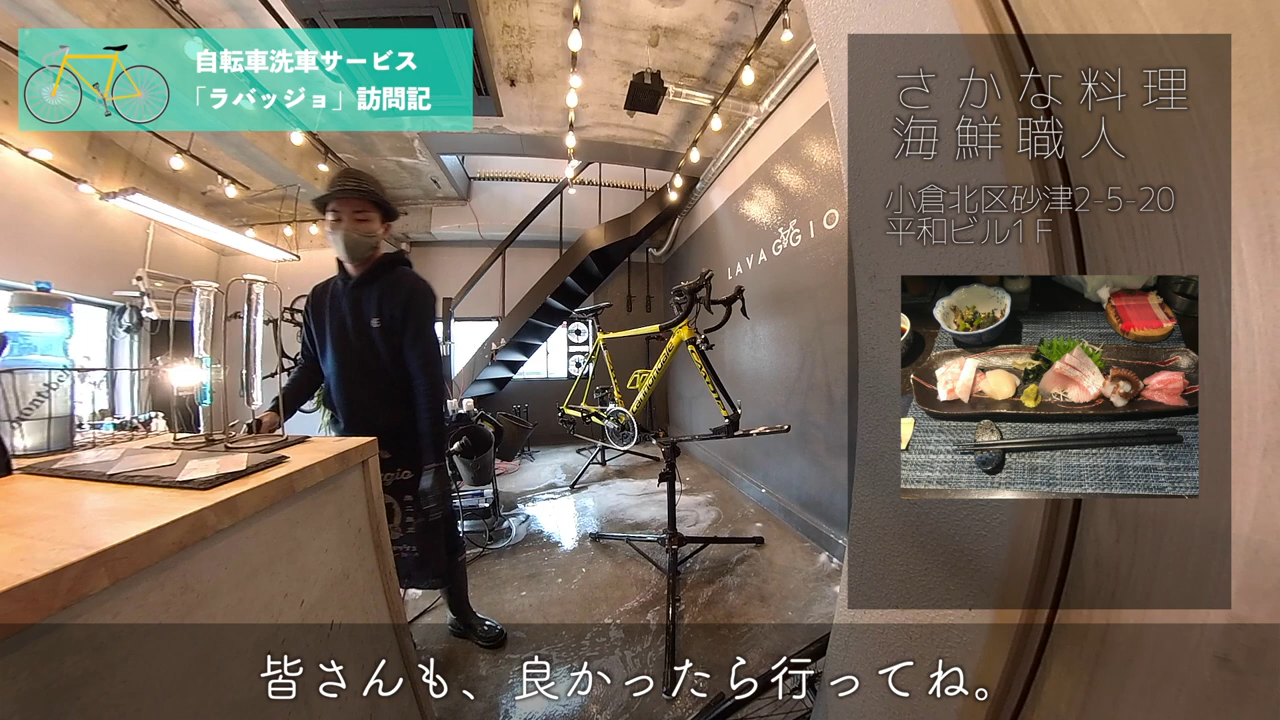 自転車洗車サービス
「ラバッジョ」訪問記
さかな料理
海鮮職人
小倉北区砂津2-5-20
平和ビル1F
LAVAGGIO
cannondale
皆さんも、良かったら行ってね。